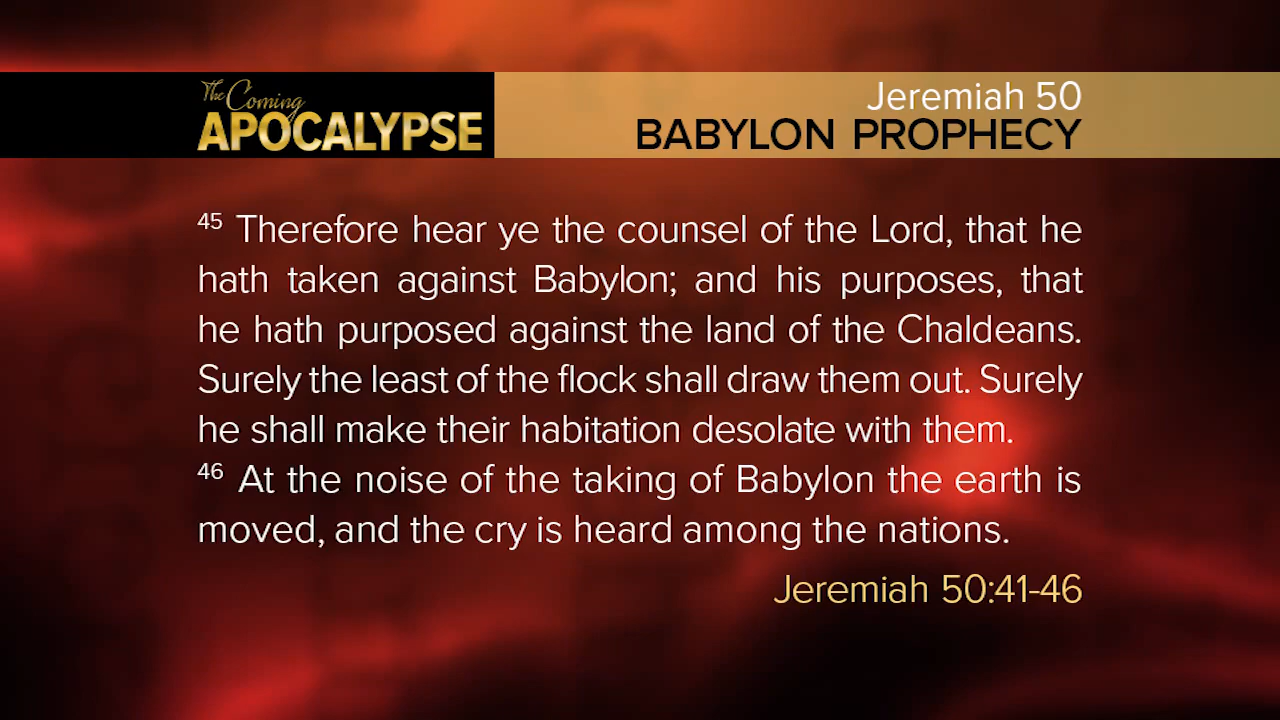 The Coming
APOCALYPSE
Jeremiah 50
BABYLON PROPHECY
45 Therefore hear ye the counsel of the Lord, that he
hath taken against Babylon; and his purposes, that
he hath purposed against the land of the Chaldeans.
Surely the least of the flock shall draw them out. Surely
he shall make their habitation desolate with them.
46 At the noise of the taking of Babylon the earth is
moved, and the cry is heard among the nations.
Jeremiah 50:41-46